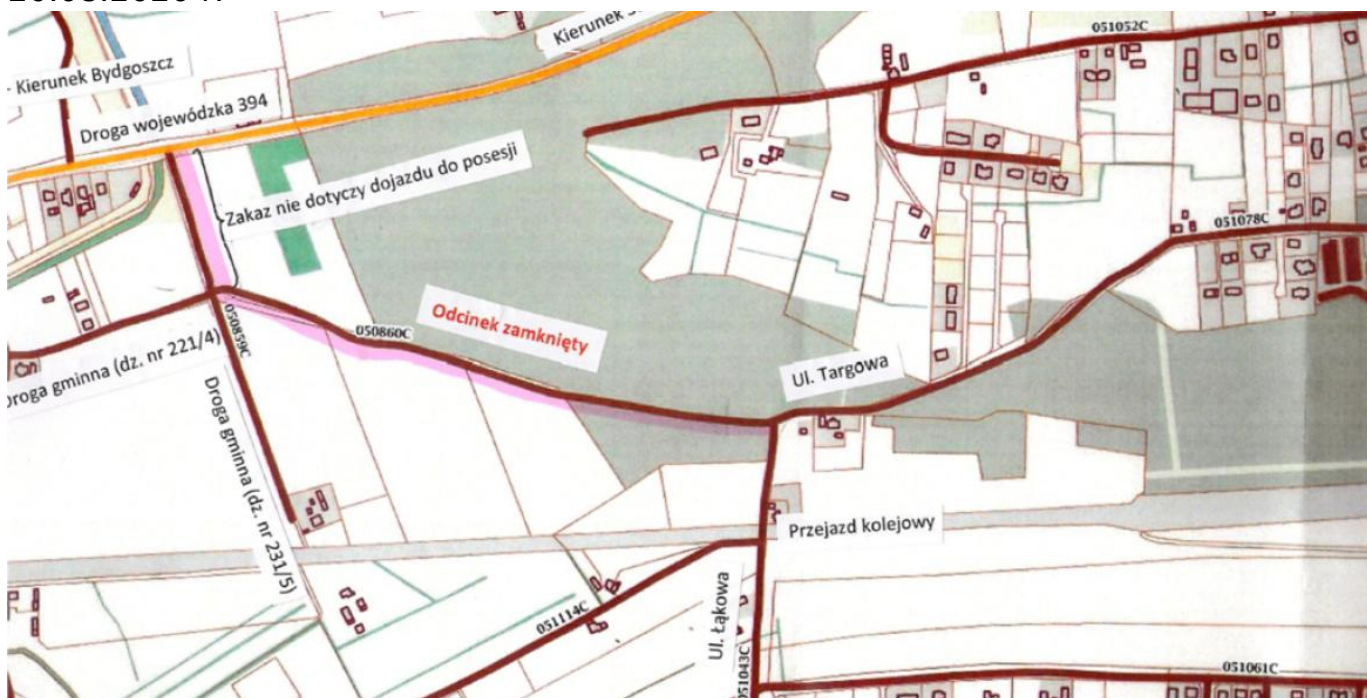 051052C
Kierunek
- Kierunek Bydgoszcz
Droga wojewódzka 394
Zakaz nie dotyczy dojazdu do posesji
051078C
Odcinek zamknięty
050860C
050859C
Droga gminna (dz. nr 221/4)
Ul. Targowa
Droga gminna (dz. nr 231/5)
Przejazd kolejowy
051114C
Ul. Łąkowa
051043C
051061C